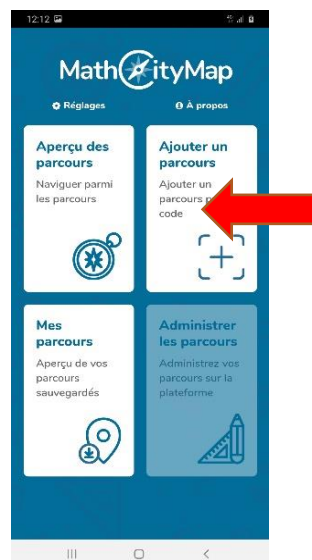 12:12
MathCityMap
Réglages
À propos
Aperçu des
parcours
Naviguer parmi
les parcours
Ajouter un
parcours
Ajouter un
parcours
code
Mes
parcours
Aperçu de vos
parcours
sauvegardés
Administrer
les parcours
Administrez vos
parcours sur la
plateforme